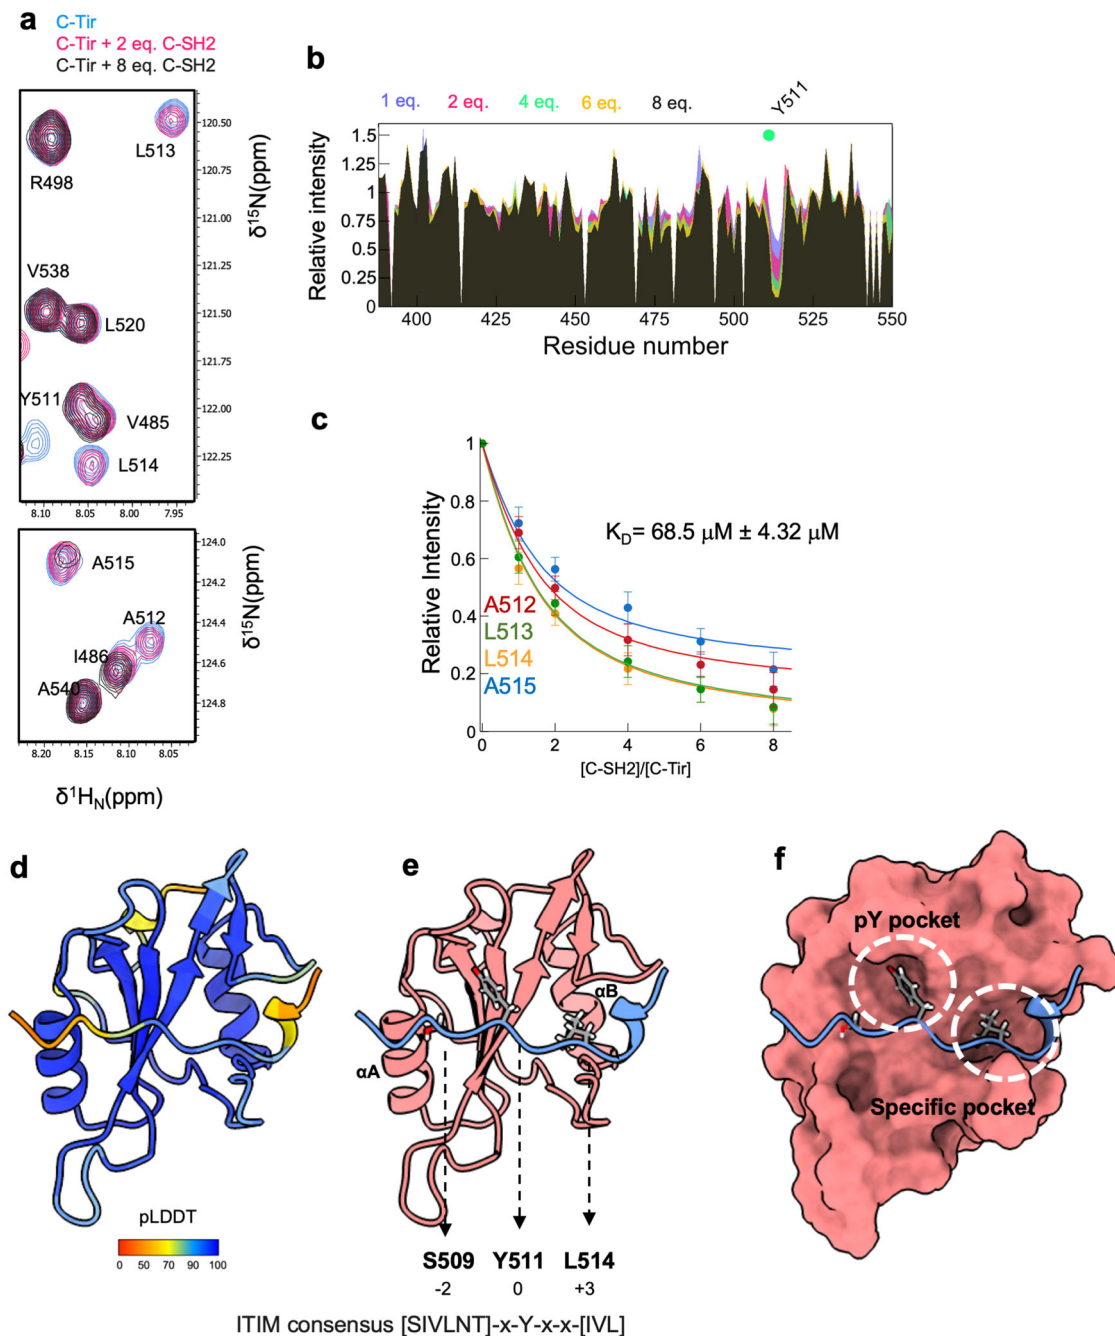 a
C-Tir
C-Tir + 2 eq. C-SH2
C-Tir + 8 eq. C-SH2
R498
L513
V538
L520
Y511
V485
L514
120.50
120.75
121.00
121.25
121.50
121.75
122.00
122.25
δ¹⁵N(ppm)
8.10 8.05 8.00 7.95
A515
A512
I486
A540
124.0
124.2
124.4
124.6
124.8
δ¹⁵N(ppm)
8.20 8.15 8.10 8.05
δ¹H_N(ppm)
b
1 eq. 2 eq. 4 eq. 6 eq. 8 eq.
Y511
Relative intensity
1.5
1.25
1
0.75
0.5
0.25
0
400 425 450 475 500 525 550
Residue number
c
K_D= 68.5 μM ± 4.32 μM
A512
L513
L514
A515
Relative Intensity
1
0.8
0.6
0.4
0.2
0
0 2 4 6 8
[C-SH2]/[C-Tir]
d
pLDDT
0 50 70 90 100
e
αB
αA
S509 Y511 L514
-2 0 +3
ITIM consensus [SIVLNT]-x-Y-x-x-[IVL]
f
pY pocket
Specific pocket